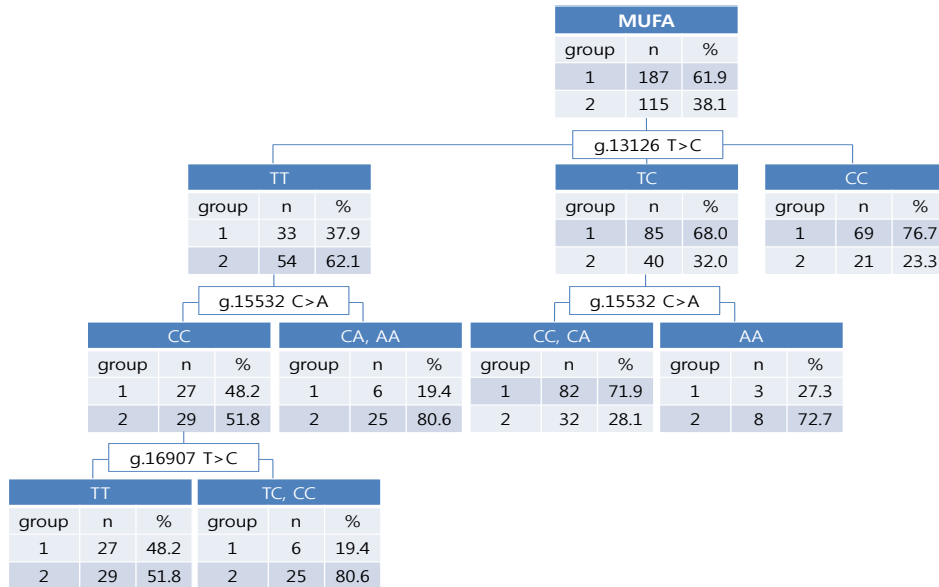 MUFA
group n %
1 187 61.9
2 115 38.1
g.13126 T>C
TT
group n %
1 33 37.9
2 54 62.1
TC
group n %
1 85 68.0
2 40 32.0
CC
group n %
1 69 76.7
2 21 23.3
g.15532 C>A
g.15532 C>A
CC
group n %
1 27 48.2
2 29 51.8
CA, AA
group n %
1 6 19.4
2 25 80.6
CC, CA
group n %
1 82 71.9
2 32 28.1
AA
group n %
1 3 27.3
2 8 72.7
g.16907 T>C
TT
group n %
1 27 48.2
2 29 51.8
TC, CC
group n %
1 6 19.4
2 25 80.6